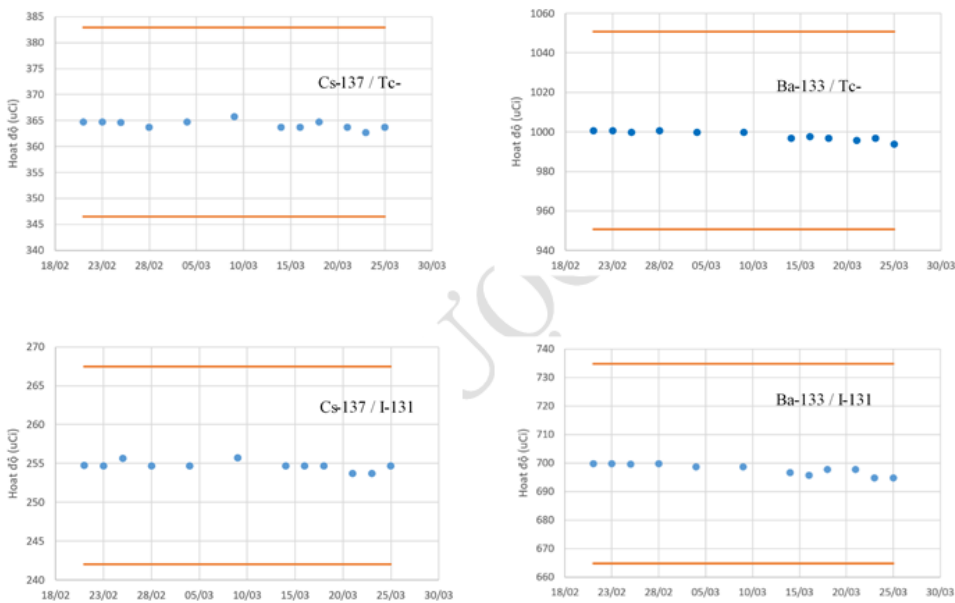 385
380
375
370
365
360
355
350
345
340
Hoat độ (uCi)
Cs-137 / Tc-
18/02 23/02 28/02 05/03 10/03 15/03 20/03 25/03 30/03
1060
1040
1020
1000
980
960
940
Hoat độ (uCi)
Ba-133 / Tc-
18/02 23/02 28/02 05/03 10/03 15/03 20/03 25/03 30/03
270
265
260
255
250
245
240
Hoat độ (uCi)
Cs-137 / I-131
18/02 23/02 28/02 05/03 10/03 15/03 20/03 25/03 30/03
740
730
720
710
700
690
680
670
660
Hoat độ (uCi)
Ba-133 / I-131
18/02 23/02 28/02 05/03 10/03 15/03 20/03 25/03 30/03